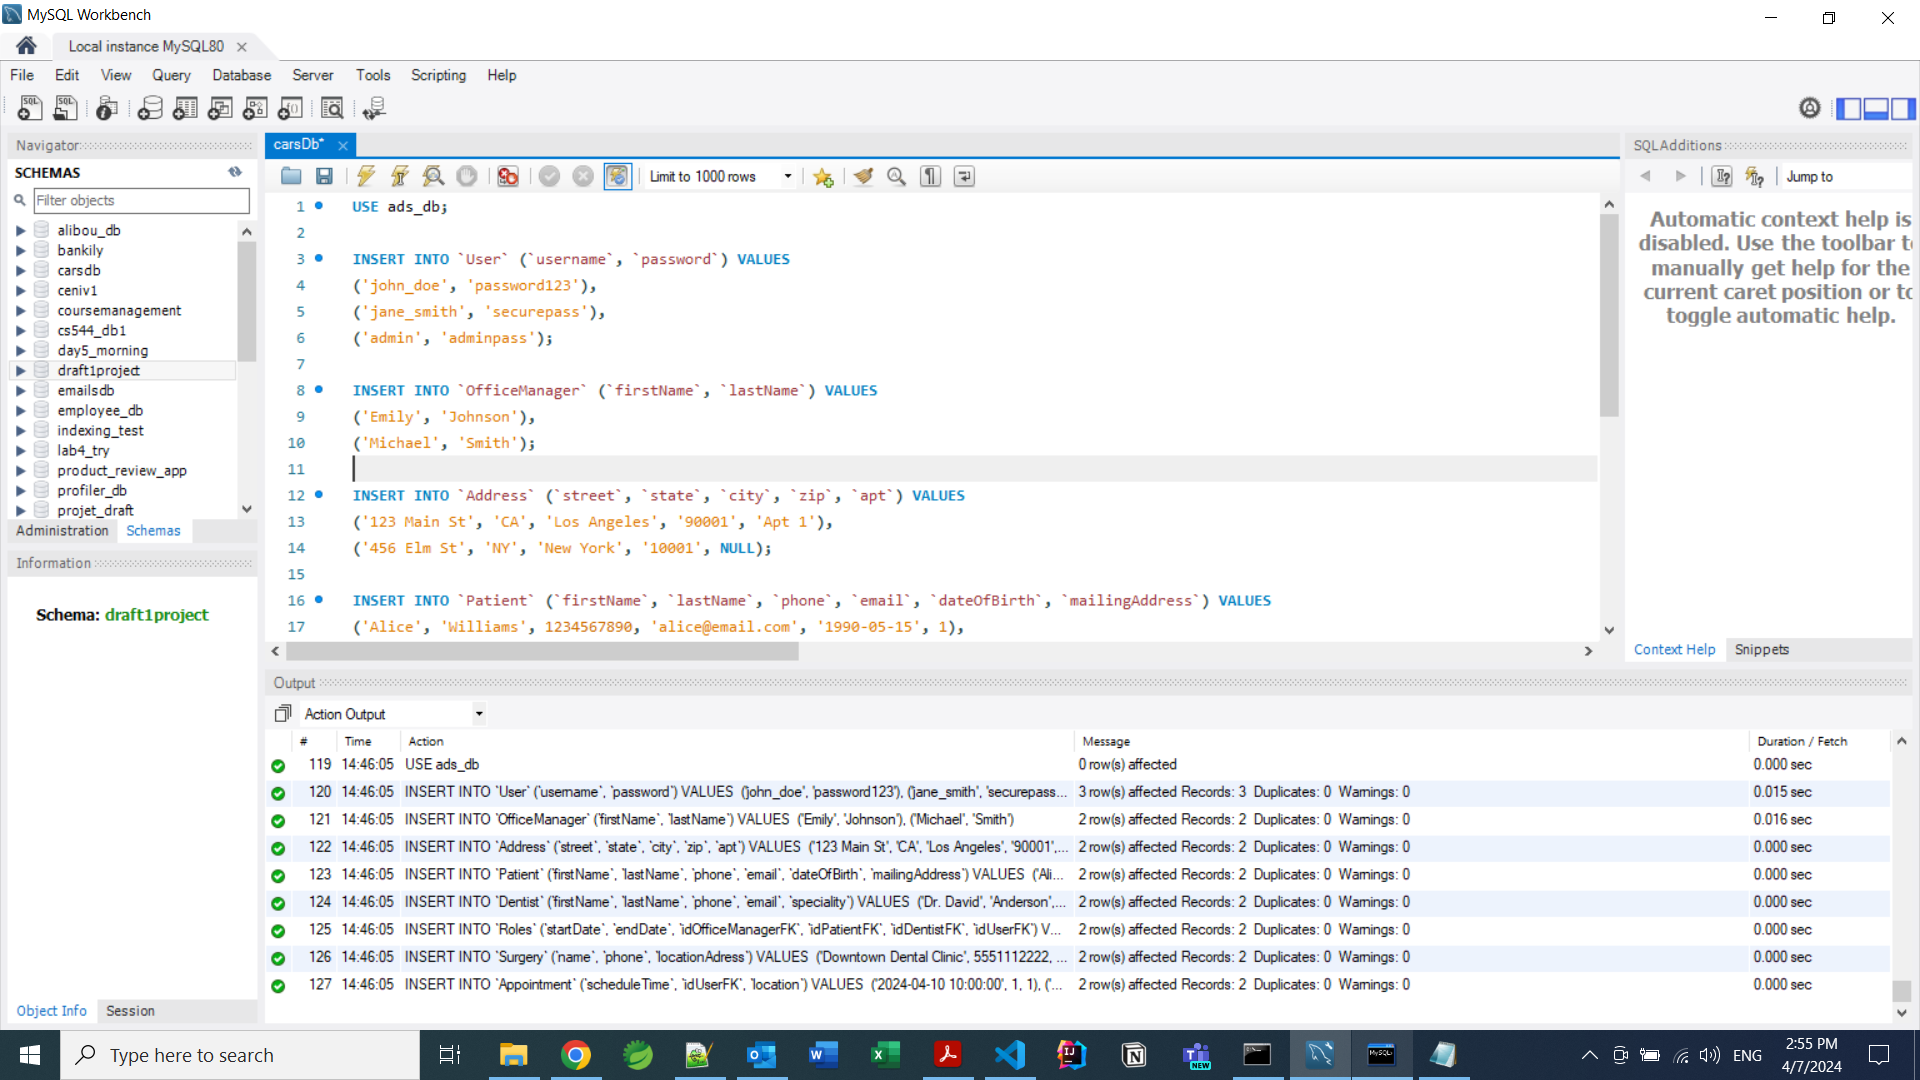 MySQL Workbench
Local instance MySQL80
File Edit View Query Database Server Tools Scripting Help
Navigator
SCHEMAS
Filter objects
alibou_db
bankily
carsdb
ceniv1
coursemanagement
cs544_db1
day5_morning
draft1project
emailsdb
employee_db
indexing_test
lab4_try
product_review_app
profiler_db
projet_draft
Administration Schemas
Information
Schema: draft1project
Object Info Session
carsDb*
Limit to 1000 rows
1 USE ads_db;
2
3 INSERT INTO `User` (`username`, `password`) VALUES
4 ('john_doe', 'password123'),
5 ('jane_smith', 'securepass'),
6 ('admin', 'adminpass');
7
8 INSERT INTO `OfficeManager` (`firstName`, `lastName`) VALUES
9 ('Emily', 'Johnson'),
10 ('Michael', 'Smith');
11
12 INSERT INTO `Address` (`street`, `state`, `city`, `zip`, `apt`) VALUES
13 ('123 Main St', 'CA', 'Los Angeles', '90001', 'Apt 1'),
14 ('456 Elm St', 'NY', 'New York', '10001', NULL);
15
16 INSERT INTO `Patient` (`firstName`, `lastName`, `phone`, `email`, `dateOfBirth`, `mailingAddress`) VALUES
17 ('Alice', 'Williams', 1234567890, 'alice@email.com', '1990-05-15', 1),
SQLAdditions
Jump to
Automatic context help is
disabled. Use the toolbar
manually get help for the
current caret position or
toggle automatic help.
Context Help Snippets
Output
Action Output
# Time Action Message Duration / Fetch
119 14:46:05 USE ads_db 0 row(s) affected 0.000 sec
120 14:46:05 INSERT INTO `User` (`username`, `password`) VALUES ('john_doe', 'password123'), ('jane_smith', 'securepass... 3 row(s) affected Records: 3 Duplicates: 0 Warnings: 0 0.015 sec
121 14:46:05 INSERT INTO `OfficeManager` (`firstName`, `lastName`) VALUES ('Emily', 'Johnson'), ('Michael', 'Smith') 2 row(s) affected Records: 2 Duplicates: 0 Warnings: 0 0.016 sec
122 14:46:05 INSERT INTO `Address` (`street`, `state`, `city`, `zip`, `apt`) VALUES ('123 Main St', 'CA', 'Los Angeles', '90001',... 2 row(s) affected Records: 2 Duplicates: 0 Warnings: 0 0.000 sec
123 14:46:05 INSERT INTO `Patient` (`firstName`, `lastName`, `phone`, `email`, `dateOfBirth`, `mailingAddress`) VALUES ('Ali... 2 row(s) affected Records: 2 Duplicates: 0 Warnings: 0 0.000 sec
124 14:46:05 INSERT INTO `Dentist` (`firstName`, `lastName`, `phone`, `email`, `speciality`) VALUES ('Dr. David', 'Anderson',... 2 row(s) affected Records: 2 Duplicates: 0 Warnings: 0 0.000 sec
125 14:46:05 INSERT INTO `Roles` (`startDate`, `endDate`, `idOfficeManagerFK`, `idPatientFK`, `idDentistFK`, `idUserFK`) V... 2 row(s) affected Records: 2 Duplicates: 0 Warnings: 0 0.000 sec
126 14:46:05 INSERT INTO `Surgery` (`name`, `phone`, `locationAdress`) VALUES ('Downtown Dental Clinic', 5551112222, ... 2 row(s) affected Records: 2 Duplicates: 0 Warnings: 0 0.000 sec
127 14:46:05 INSERT INTO `Appointment` (`scheduleTime`, `idUserFK`, `location`) VALUES ('2024-04-10 10:00:00', 1, 1), ('... 2 row(s) affected Records: 2 Duplicates: 0 Warnings: 0 0.000 sec
Type here to search
ENG
2:55 PM
4/7/2024